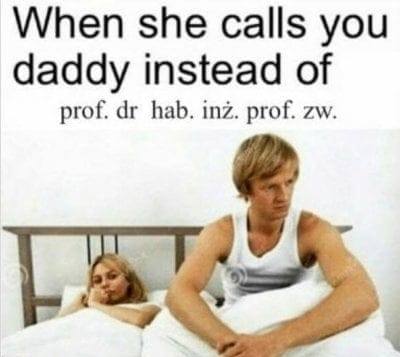 When she calls you
daddy instead of
prof. dr hab. inż. prof. zw.